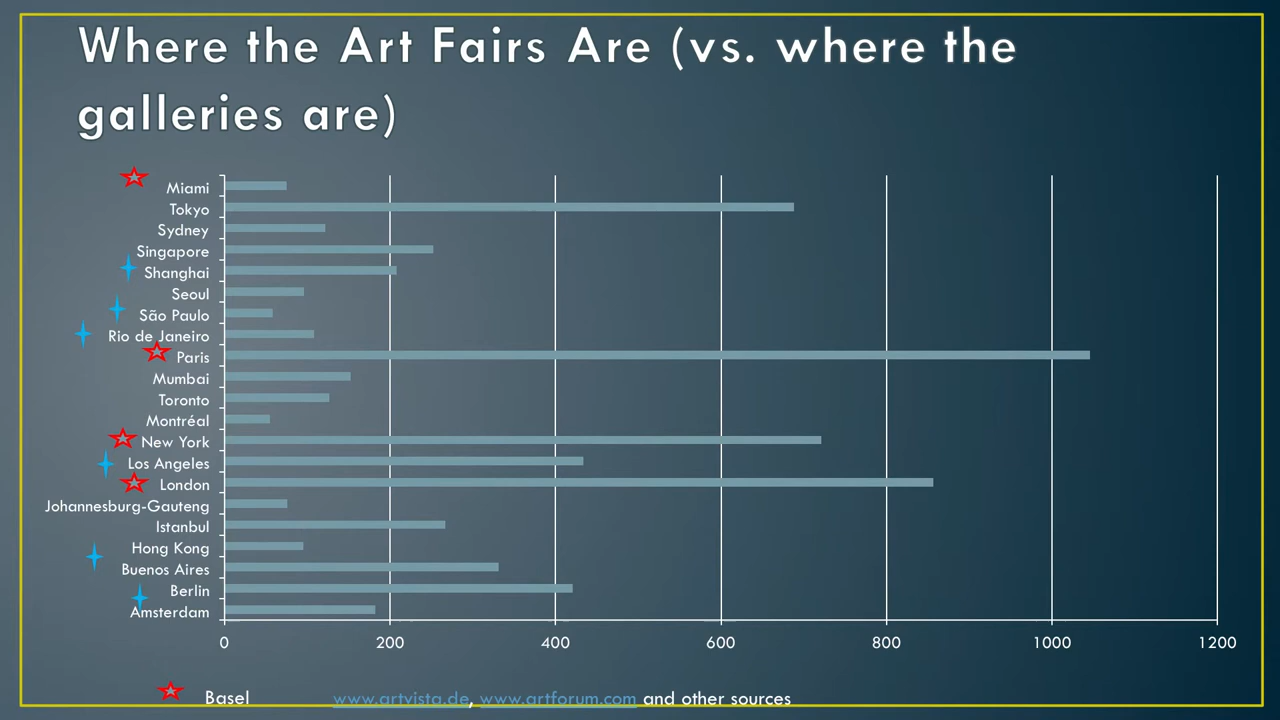 Where the Art Fairs Are (vs. where the
galleries are)
Miami
Tokyo
Sydney
Singapore
Shanghai
Seoul
São Paulo
Rio de Janeiro
Paris
Mumbai
Toronto
Montréal
New York
Los Angeles
London
Johannesburg-Gauteng
Istanbul
Hong Kong
Buenos Aires
Berlin
Amsterdam
0 200 400 600 800 1000 1200
Basel www.artvista.de, www.artforum.com and other sources